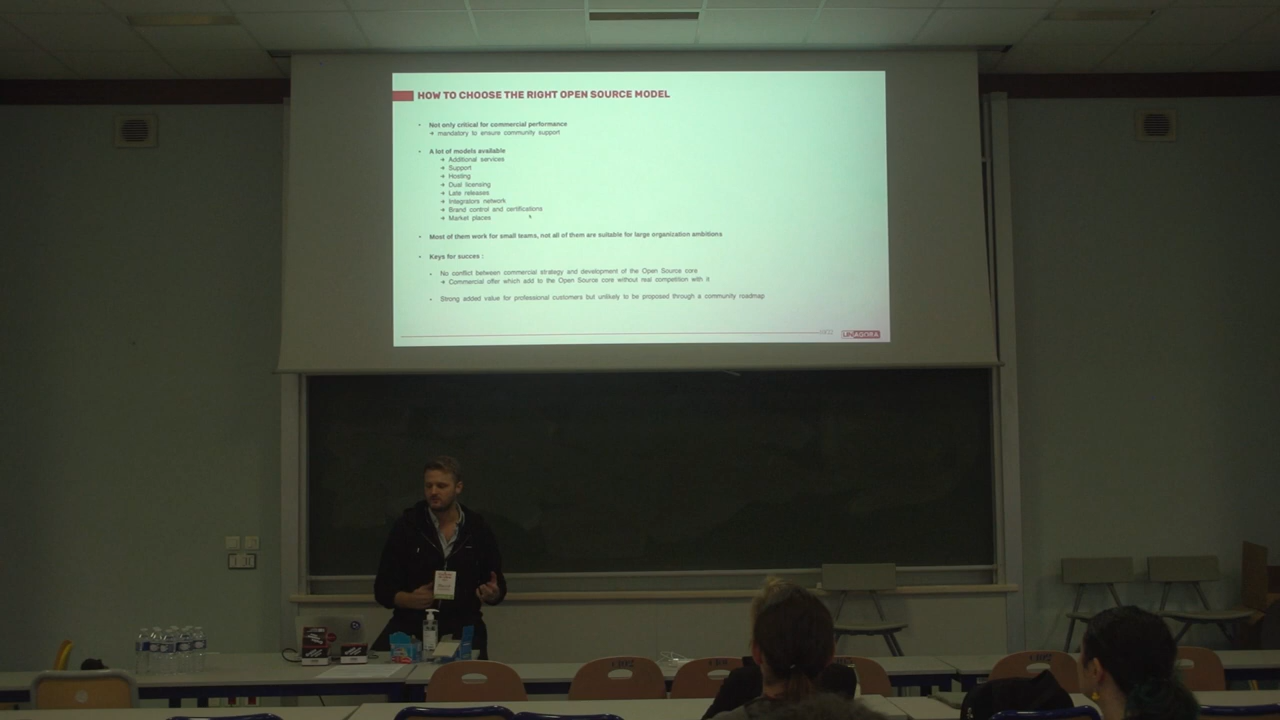 HOW TO CHOOSE THE RIGHT OPEN SOURCE MODEL
• Not only critical for commercial performance
→ mandatory to ensure community support
• A lot of models available
→ Additional services
→ Support
→ Hosting
→ Dual licensing
→ Late releases
→ Integrators network
→ Brand control and certifications
→ Market places
• Most of them work for small teams, not all of them are suitable for large organization ambitions
• Keys for succes :
• No conflict between commercial strategy and development of the Open Source core
→ Commercial offer which add to the Open Source core without real competition with it
• Strong added value for professional customers but unlikely to be proposed through a community roadmap
LINAGORA